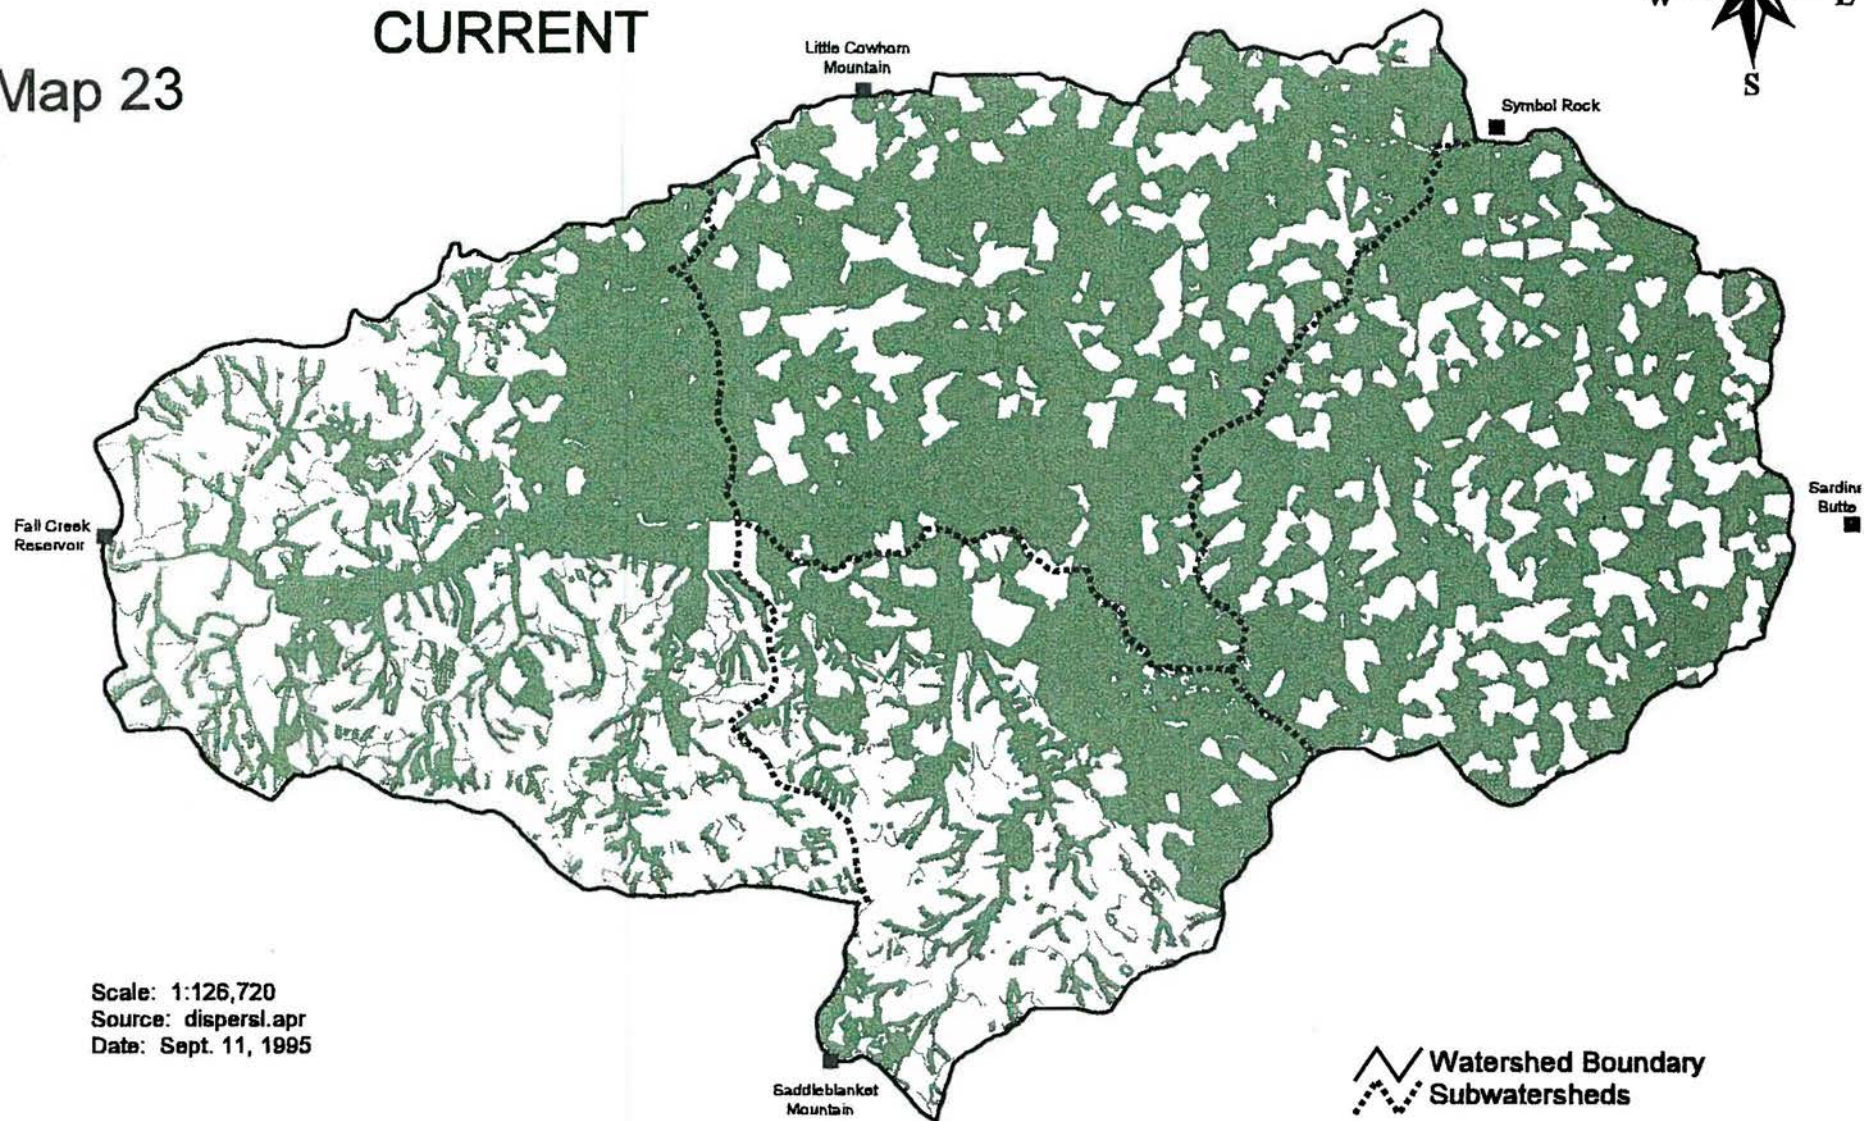 CURRENT
Map 23
W
E
S
Little Cowhorn
Mountain
Symbol Rock
Fall Creek
Reservoir
Sardine
Butte
Saddleblanket
Mountain
Scale: 1:126,720
Source: dispersl.apr
Date: Sept. 11, 1995
Watershed Boundary
Subwatersheds